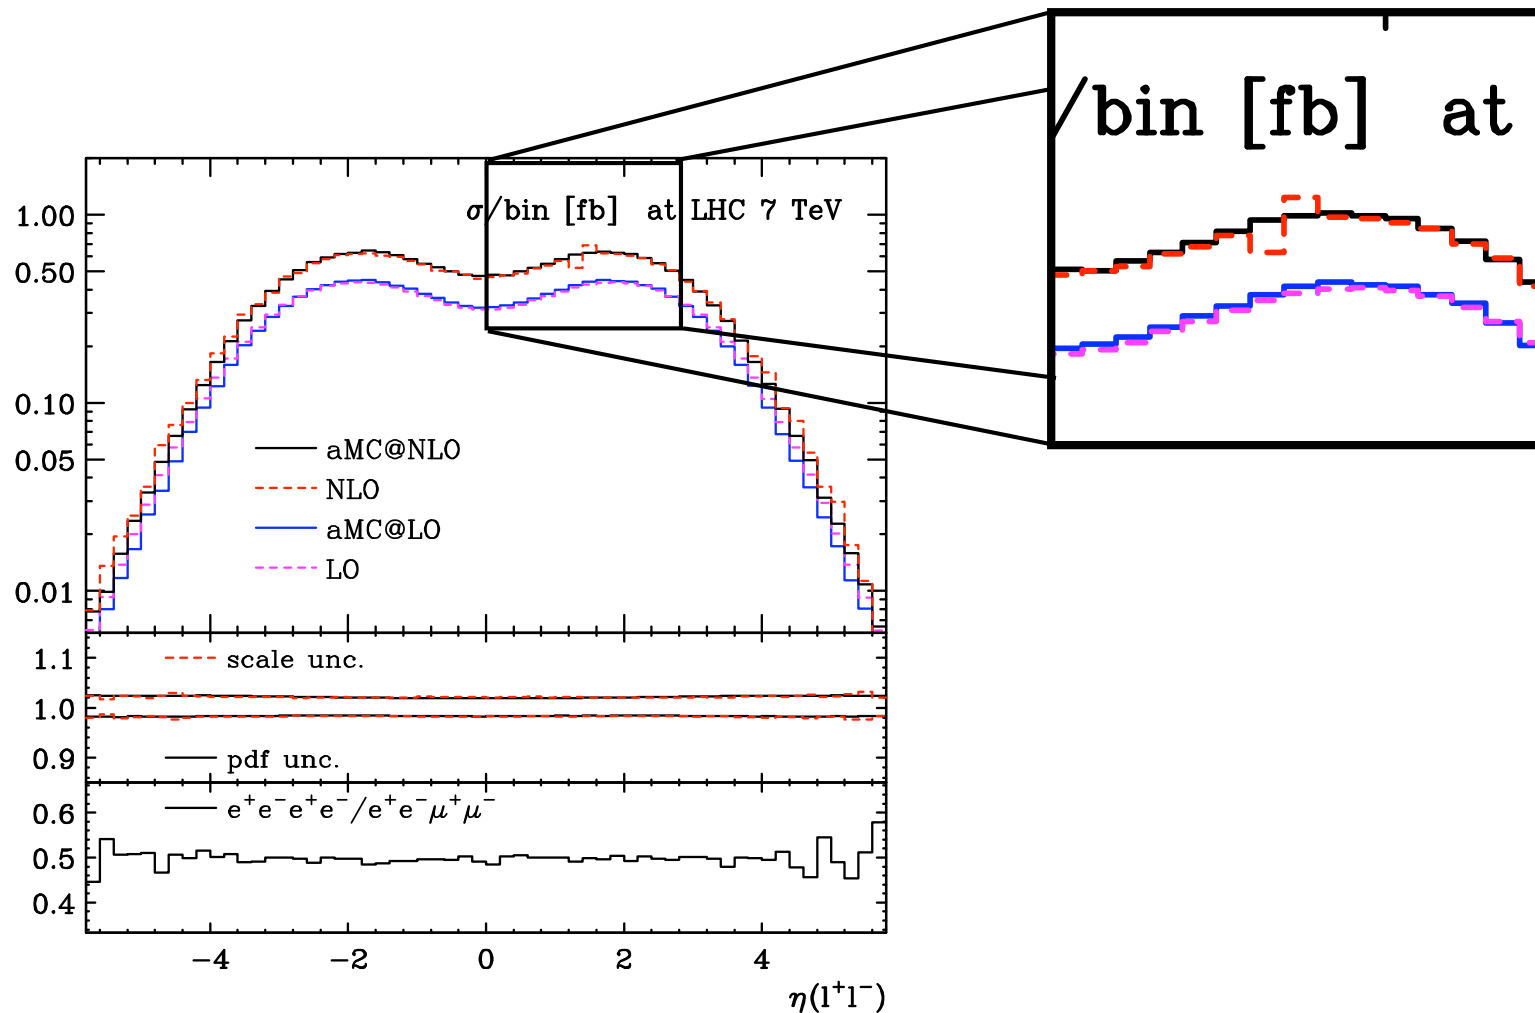 /bin [fb] at
σ/bin [fb] at LHC 7 TeV
1.00
0.50
0.10
0.05
0.01
aMC@NLO
NLO
aMC@LO
LO
1.1
1.0
0.9
scale unc.
pdf unc.
0.6
0.5
0.4
e⁺e⁻e⁺e⁻/e⁺e⁻μ⁺μ⁻
−4 −2 0 2 4
η(l⁺l⁻)